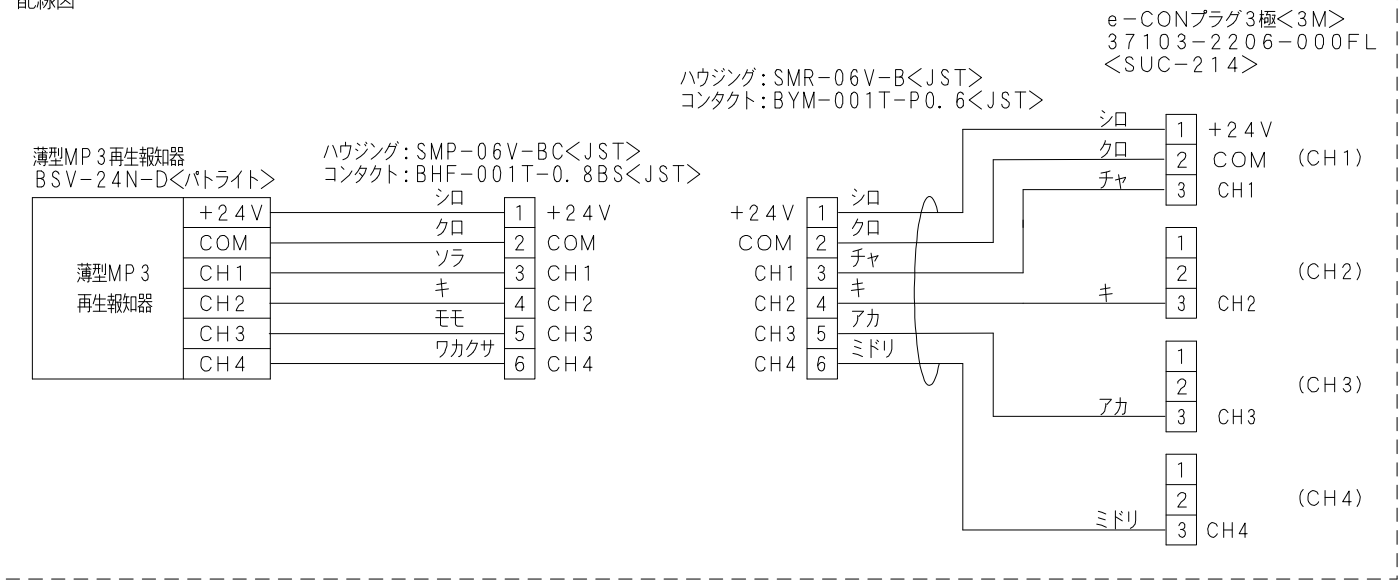 配線図
e-CONプラグ3極<3M>
37103-2206-000FL
<SUC-214>
ハウジング:SMR-06V-B<JST>
コンタクト:BYM-001T-P0.6<JST>
薄型MP3再生報知器
BSV-24N-D<パトライト>
ハウジング:SMP-06V-BC<JST>
コンタクト:BHF-001T-0.8BS<JST>
薄型MP3
再生報知器
+24V シロ 1 +24V
COM クロ 2 COM
CH1 ソラ 3 CH1
CH2 キ 4 CH2
CH3 モモ 5 CH3
CH4 ワカクサ 6 CH4
+24V 1 シロ
COM 2 クロ
CH1 3 チャ
CH2 4 キ
CH3 5 アカ
CH4 6 ミドリ
シロ 1 +24V
クロ 2 COM (CH1)
チャ 3 CH1
1
2 (CH2)
キ 3 CH2
1
2 (CH3)
アカ 3 CH3
1
2 (CH4)
ミドリ 3 CH4